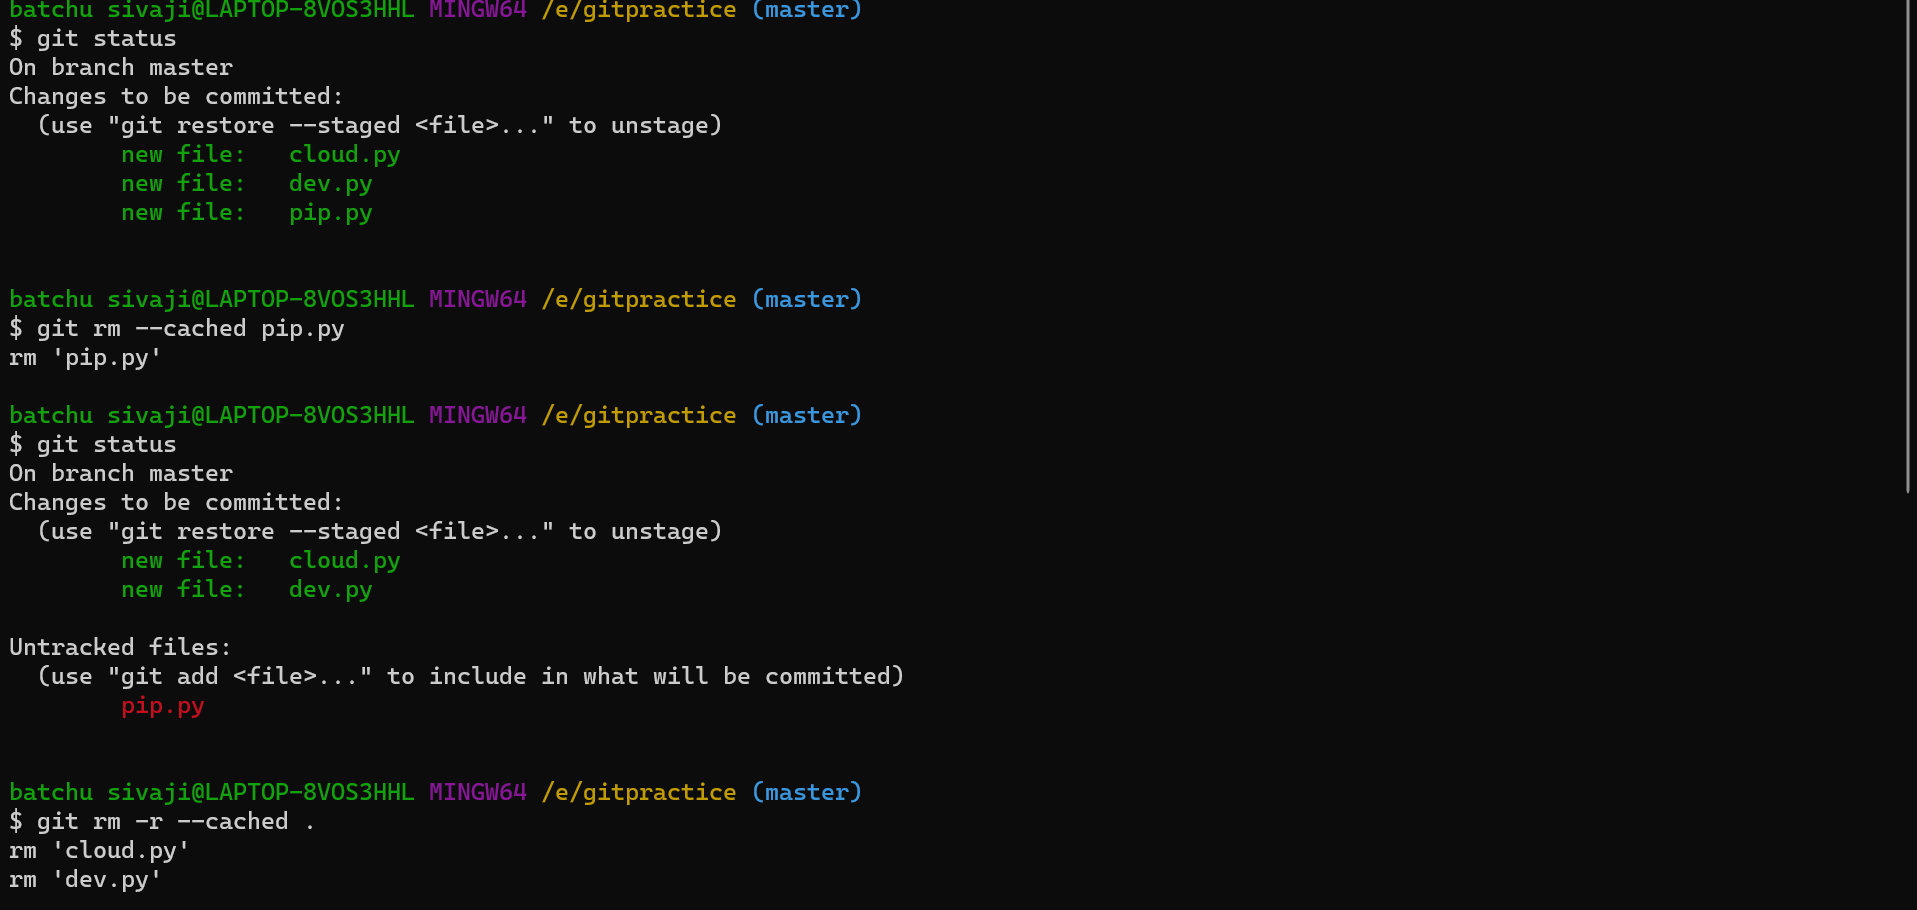 batchu sivaji@LAPTOP-8VOS3HHL MINGW64 /e/gitpractice (master)
$ git status
On branch master
Changes to be committed:
  (use "git restore --staged <file>..." to unstage)
        new file:   cloud.py
        new file:   dev.py
        new file:   pip.py

batchu sivaji@LAPTOP-8VOS3HHL MINGW64 /e/gitpractice (master)
$ git rm --cached pip.py
rm 'pip.py'

batchu sivaji@LAPTOP-8VOS3HHL MINGW64 /e/gitpractice (master)
$ git status
On branch master
Changes to be committed:
  (use "git restore --staged <file>..." to unstage)
        new file:   cloud.py
        new file:   dev.py

Untracked files:
  (use "git add <file>..." to include in what will be committed)
        pip.py

batchu sivaji@LAPTOP-8VOS3HHL MINGW64 /e/gitpractice (master)
$ git rm -r --cached .
rm 'cloud.py'
rm 'dev.py'